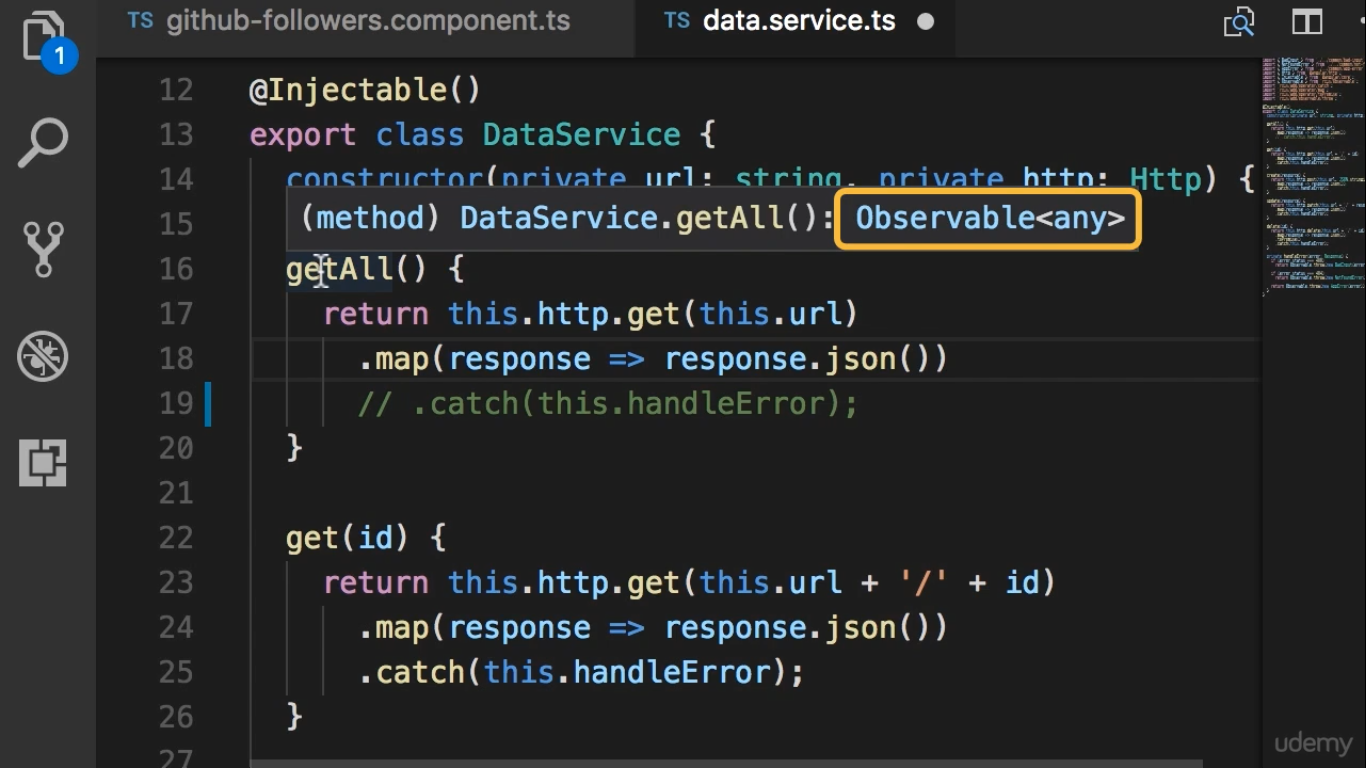 TS github-followers.component.ts TS data.service.ts
1
12 @Injectable()
13 export class DataService {
14 constructor(private url: string, private http: Http) {
15 (method) DataService.getAll(): Observable<any>
16 getAll() {
17 return this.http.get(this.url)
18 .map(response => response.json())
19 // .catch(this.handleError);
20 }
21
22 get(id) {
23 return this.http.get(this.url + '/' + id)
24 .map(response => response.json())
25 .catch(this.handleError);
26 }
27
udemy